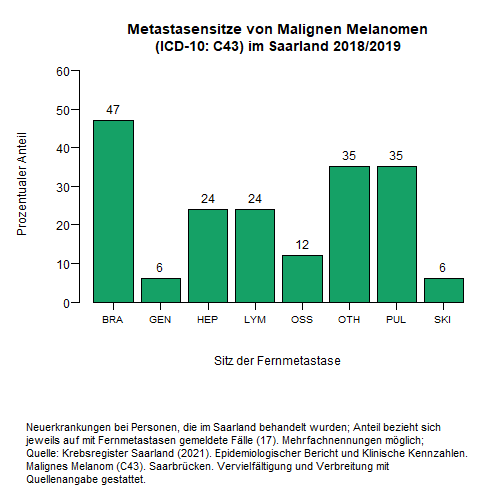 Metastasensitze von Malignen Melanomen
(ICD-10: C43) im Saarland 2018/2019
60
50
40
30
20
10
0
Prozentualer Anteil
47
6
24
24
12
35
35
6
BRA GEN HEP LYM OSS OTH PUL SKI
Sitz der Fernmetastase
Neuerkrankungen bei Personen, die im Saarland behandelt wurden; Anteil bezieht sich
jeweils auf mit Fernmetastasen gemeldete Fälle (17). Mehrfachnennungen möglich;
Quelle: Krebsregister Saarland (2021). Epidemiologischer Bericht und Klinische Kennzahlen.
Malignes Melanom (C43). Saarbrücken. Vervielfältigung und Verbreitung mit
Quellenangabe gestattet.